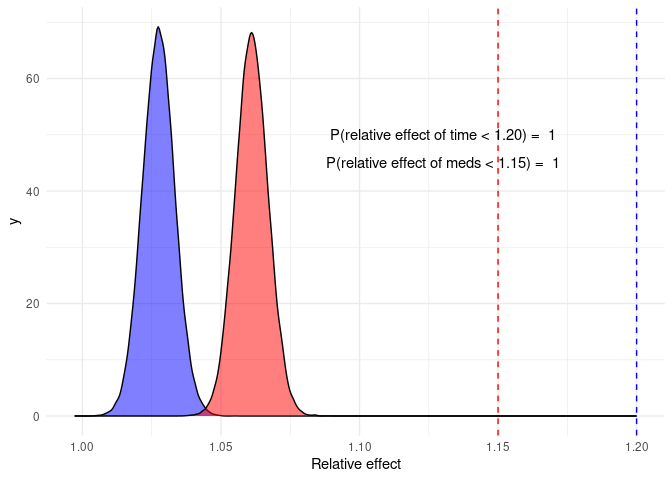 60
P(relative effect of time < 1.20) = 1
P(relative effect of meds < 1.15) = 1
y
40
20
0
1.00 1.05 1.10 1.15 1.20
Relative effect